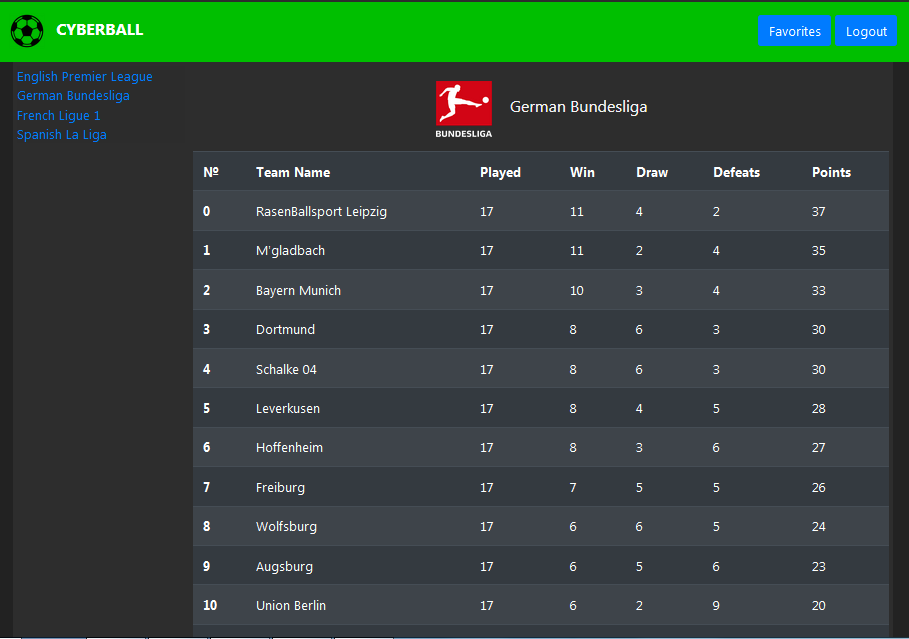 CYBERBALL
Favorites
Logout
English Premier League
German Bundesliga
French Ligue 1
Spanish La Liga
BUNDESLIGA
German Bundesliga
Nº Team Name Played Win Draw Defeats Points
0 RasenBallsport Leipzig 17 11 4 2 37
1 M'gladbach 17 11 2 4 35
2 Bayern Munich 17 10 3 4 33
3 Dortmund 17 8 6 3 30
4 Schalke 04 17 8 6 3 30
5 Leverkusen 17 8 4 5 28
6 Hoffenheim 17 8 3 6 27
7 Freiburg 17 7 5 5 26
8 Wolfsburg 17 6 6 5 24
9 Augsburg 17 6 5 6 23
10 Union Berlin 17 6 2 9 20